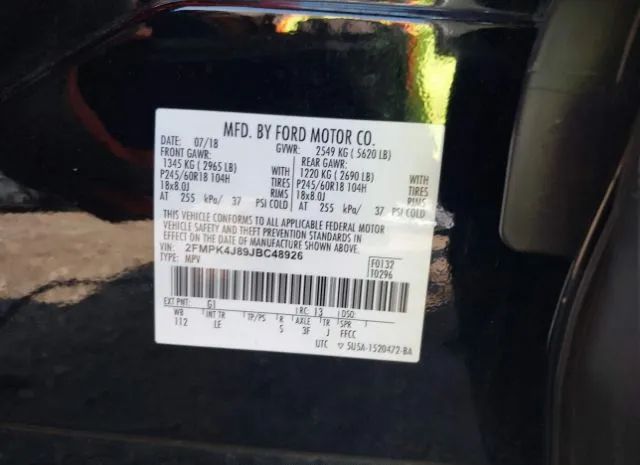 MFD. BY FORD MOTOR CO.
DATE: 07/18 GVWR: 2549 KG ( 5620 LB)
FRONT GAWR: REAR GAWR:
1345 KG ( 2965 LB) WITH 1220 KG ( 2690 LB) WITH
P245/60R18 104H TIRES P245/60R18 104H TIRES
18x8.0J RIMS 18x8.0J RIMS
AT 255 kPa/ 37 PSI COLD AT 255 kPa/ 37 PSI COLD
THIS VEHICLE CONFORMS TO ALL APPLICABLE FEDERAL MOTOR
VEHICLE SAFETY AND THEFT PREVENTION STANDARDS IN
EFFECT ON THE DATE OF MANUFACTURE SHOWN ABOVE.
VIN: 2FMPK4J89JBC48926 F0132
TYPE: MPV T0296
EXT PNT: G1 RC: 13 DSO:
WB INT TR TP/PS R AXLE TR SPR
112 LE S 3F J FFCC
UTC ▽ 5U5A-1520472-BA